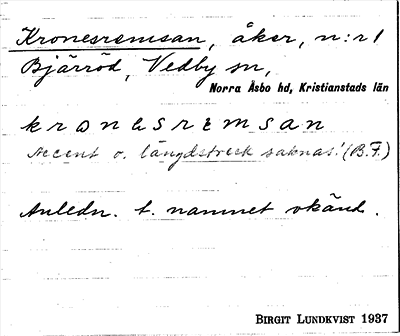 Kronesremsan, åker, n:r 1
Bjärröd, Vedby sn,
Norra Åsbo hd, Kristianstads län
kronesremsan
Accent o. längdstreck saknas! (B.F.)
Anledn. t. namnet okänd.
BIRGIT LUNDKVIST 1937